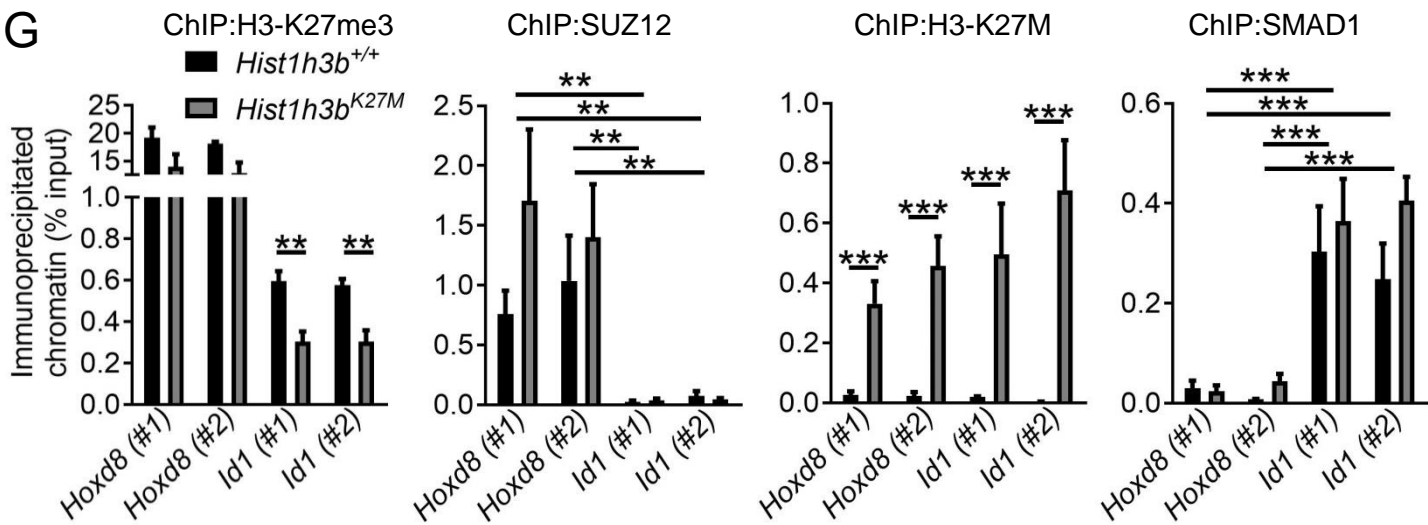 G
ChIP:H3-K27me3
ChIP:SUZ12
ChIP:H3-K27M
ChIP:SMAD1
Hist1h3b+/+
Hist1h3bK27M
Immunoprecipitated
chromatin (% input)
25
20
15
1.0
0.8
0.6
0.4
0.2
0.0
**
**
Hoxd8 (#1)
Hoxd8 (#2)
Id1 (#1)
Id1 (#2)
2.5
2.0
1.5
1.0
0.5
0.0
**
**
**
**
Hoxd8 (#1)
Hoxd8 (#2)
Id1 (#1)
Id1 (#2)
1.0
0.8
0.6
0.4
0.2
0.0
***
***
***
***
Hoxd8 (#1)
Hoxd8 (#2)
Id1 (#1)
Id1 (#2)
0.6
0.4
0.2
0.0
***
***
***
***
Hoxd8 (#1)
Hoxd8 (#2)
Id1 (#1)
Id1 (#2)